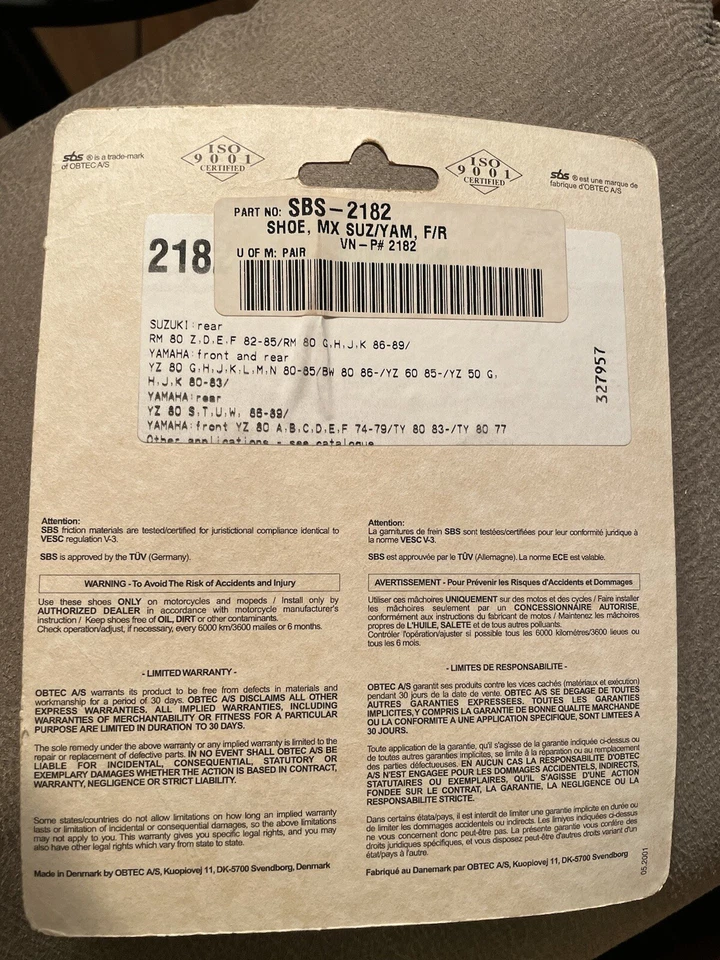 sbs ® is a trade-mark
of OBTEC A/S
ISO
9001
CERTIFIED
ISO
9001
CERTIFIED
sbs ® est une marque de
fabrique d'OBTEC A/S
PART NO: SBS-2182
SHOE, MX SUZ/YAM, F/R
VN-P# 2182
U OF M: PAIR
218
SUZUKI:rear
RM 80 Z,D,E,F 82-85/RM 80 G,H,J,K 86-89/
YAMAHA:front and rear
YZ 80 G,H,J,K,L,M,N 80-85/BW 80 86-/YZ 60 85-/YZ 50 G,
H,J,K 80-83/
YAMAHA:rear
YZ 80 S,T,U,W, 86-89/
YAMAHA:front YZ 80 A,B,C,D,E,F 74-79/TY 80 83-/TY 80 77
Other applications - see catalogue
327957
Attention:
SBS friction materials are tested/certified for juristictional compliance identical to
VESC regulation V-3.
SBS is approved by the TÜV (Germany).
WARNING - To Avoid The Risk of Accidents and Injury
Use these shoes ONLY on motorcycles and mopeds / Install only by
AUTHORIZED DEALER in accordance with motorcycle manufacturer's
instruction / Keep shoes free of OIL, DIRT or other contaminants.
Check operation/adjust, if necessary, every 6000 km/3600 mailes or 6 months.
- LIMITED WARRANTY -
OBTEC A/S warrants its product to be free from defects in materials and
workmanship for a period of 30 days. OBTEC A/S DISCLAIMS ALL OTHER
EXPRESS WARRANTIES. ALL IMPLIED WARRANTIES, INCLUDING
WARRANTIES OF MERCHANTABILITY OR FITNESS FOR A PARTICULAR
PURPOSE ARE LIMITED IN DURATION TO 30 DAYS.
The sole remedy under the above warranty or any implied warranty is limited to the
repair or replacement of defective parts. IN NO EVENT SHALL OBTEC A/S BE
LIABLE FOR INCIDENTAL, CONSEQUENTIAL, STATUTORY OR
EXEMPLARY DAMAGES WHETHER THE ACTION IS BASED IN CONTRACT,
WARRANTY, NEGLIGENCE OR STRICT LIABILITY.
Some states/countries do not allow limitations on how long an implied warranty
lasts or limitation of incidental or consequential damages, so the above limitations
may not apply to you. This warranty gives you specific legal rights, and you may
also have other legal rights which vary from state to state.
Made in Denmark by OBTEC A/S, Kuopiovej 11, DK-5700 Svendborg, Denmark
Attention:
La garnitures de frein SBS sont testées/certifiées pour leur conformité juridique à
la norme VESC V-3.
SBS est approuvée par le TÜV (Allemagne). La norme ECE est valable.
AVERTISSEMENT - Pour Prévenir les Risques d'Accidents et Dommages
Utiliser ces mâchoires UNIQUEMENT sur des motos et des cycles / Faire installer
les mâchoires seulement par un CONCESSIONNAIRE AUTORISE,
conformément aux instructions du fabricant de motos / Maintenez les mâchoires
propres de L'HUILE, SALETE et de tous autres polluants.
Contrôler l'opération/ajuster si possible tous les 6000 kilomètres/3600 lieues ou
tous les 6 mois.
- LIMITES DE RESPONSABILITE -
OBTEC A/S garantit ses produits contre les vices cachés (matériaux et exécution)
pendant 30 jours de la date de vente. OBTEC A/S SE DEGAGE DE TOUTES
AUTRES GARANTIES EXPRESSEES. TOUTES LES GARANTIES
IMPLICITES,Y COMPRIS LA GARANTIE DE BONNE QUALITE MARCHANDE
OU LA CONFORMITE A UNE APPLICATION SPECIFIQUE, SONT LIMTEES A
30 JOURS.
Toute application de la garantie, qu'il s'agisse de la garantie indiquée ci-dessus ou
de toutes autres garanties implicites, se limite à la réparation ou au remplacement
des parties défectueuses. EN AUCUN CAS LA RESPONSABILITE D'OBTEC
A/S N'EST ENGAGEE POUR LES DOMMAGES ACCIDENTELS, INDIRECTS,
STATUTAIRES OU EXEMPLAIRES, QU'IL S'AGISSE D'UNE ACTION
FONDEE SUR LE CONTRAT, LA GARANTIE, LA NEGLIGENCE OU LA
RESPONSABILITE STRICTE.
Dans certains états/pays, il est interdit de limiter une garantie implicite en durée ou
de limiter les dommages accidentels ou indirects. Les limiyes indiquées ci-dessus
ne vous concernent donc peut-être pas. La présente garantie vous confère des
droits juridiques spécifiques, et vous disposez peut-être d'autres droits variant d'un
état/pays à l'autre.
Fabriqué au Danemark par OBTEC A/S, Kuopiovej 11, DK-5700 Svendborg
05.2001